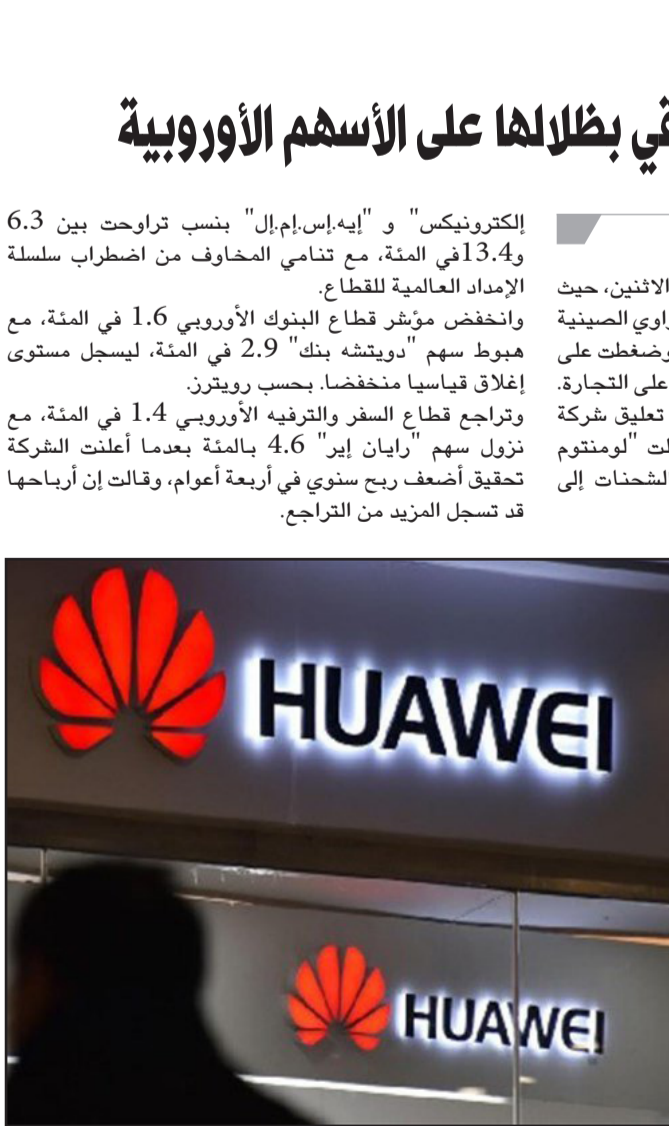 بظلالها على الأسهم الأوروبية
الاثنين، حيث
الصينية
وضغطت على
على التجارة.
تعليق شركة
"لومنتوم
إلى
إلكترونيكس" و "إيه.إس.إم.إل" بنسب تراوحت بين 6.3
و13.4في المئة، مع تنامي المخاوف من اضطراب سلسلة
الإمداد العالمية للقطاع.
وانخفض مؤشر قطاع البنوك الأوروبي 1.6 في المئة، مع
هبوط سهم "دويتشه بنك" 2.9 في المئة، ليسجل مستوى
إغلاق قياسيا منخفضا. بحسب رويترز.
وتراجع قطاع السفر والترفيه الأوروبي 1.4 في المئة، مع
نزول سهم "رايان إير" 4.6 بالمئة بعدما أعلنت الشركة
تحقيق أضعف ربح سنوي في أربعة أعوام، وقالت إن أرباحها
قد تسجل المزيد من التراجع.
HUAWEI
HUAWEI